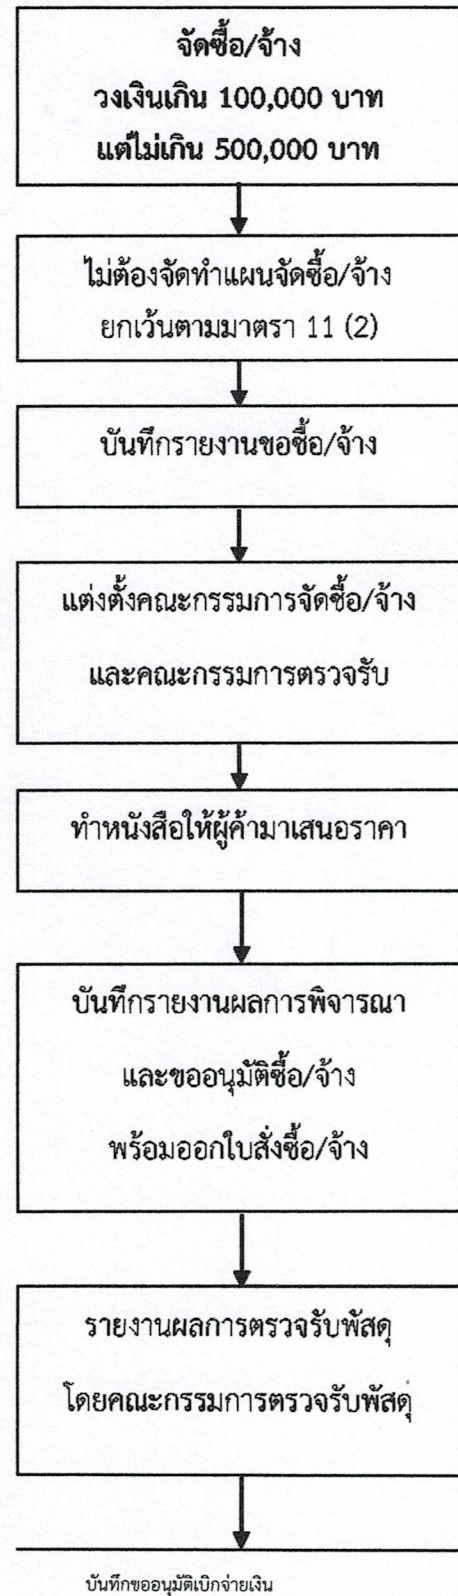 จัดซื้อ/จ้าง
วงเงินเกิน 100,000 บาท
แต่ไม่เกิน 500,000 บาท
ไม่ต้องจัดทำแผนจัดซื้อ/จ้าง
ยกเว้นตามมาตรา 11 (2)
บันทึกรายงานขอซื้อ/จ้าง
แต่งตั้งคณะกรรมการจัดซื้อ/จ้าง
และคณะกรรมการตรวจรับ
ทำหนังสือให้ผู้ค้ามาเสนอราคา
บันทึกรายงานผลการพิจารณา
และขออนุมัติซื้อ/จ้าง
พร้อมออกใบสั่งซื้อ/จ้าง
รายงานผลการตรวจรับพัสดุ
โดยคณะกรรมการตรวจรับพัสดุ
บันทึกขออนุมัติเบิกจ่ายเงิน